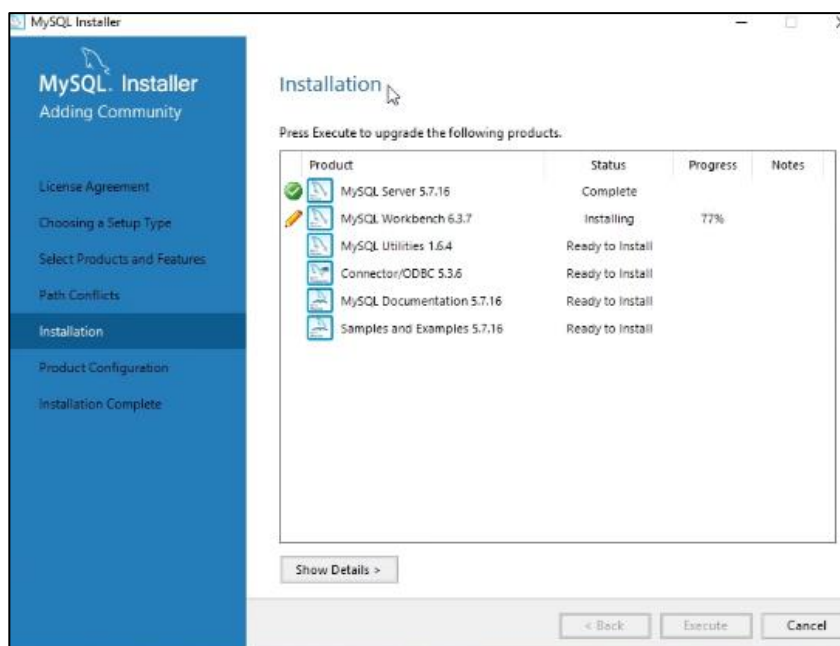 MySQL Installer
MySQL. Installer
Adding Community
License Agreement
Choosing a Setup Type
Select Products and Features
Path Conflicts
Installation
Product Configuration
Installation Complete
Installation
Press Execute to upgrade the following products.
Product Status Progress Notes
MySQL Server 5.7.16 Complete
MySQL Workbench 6.3.7 Installing 77%
MySQL Utilities 1.6.4 Ready to Install
Connector/ODBC 5.3.6 Ready to Install
MySQL Documentation 5.7.16 Ready to Install
Samples and Examples 5.7.16 Ready to Install
Show Details >
< Back Execute Cancel